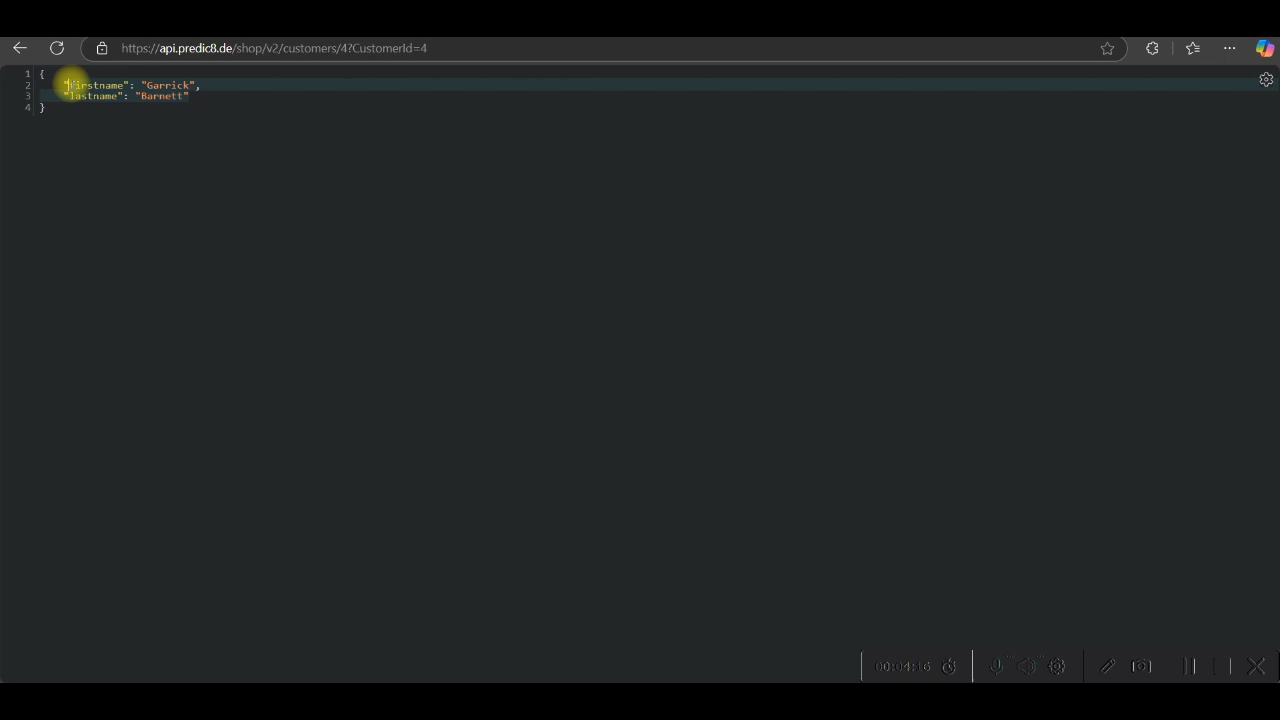 https://api.predic8.de/shop/v2/customers/4?CustomerId=4
1 {
2 "firstname": "Garrick",
3 "lastname": "Barnett"
4 }
00:04:16